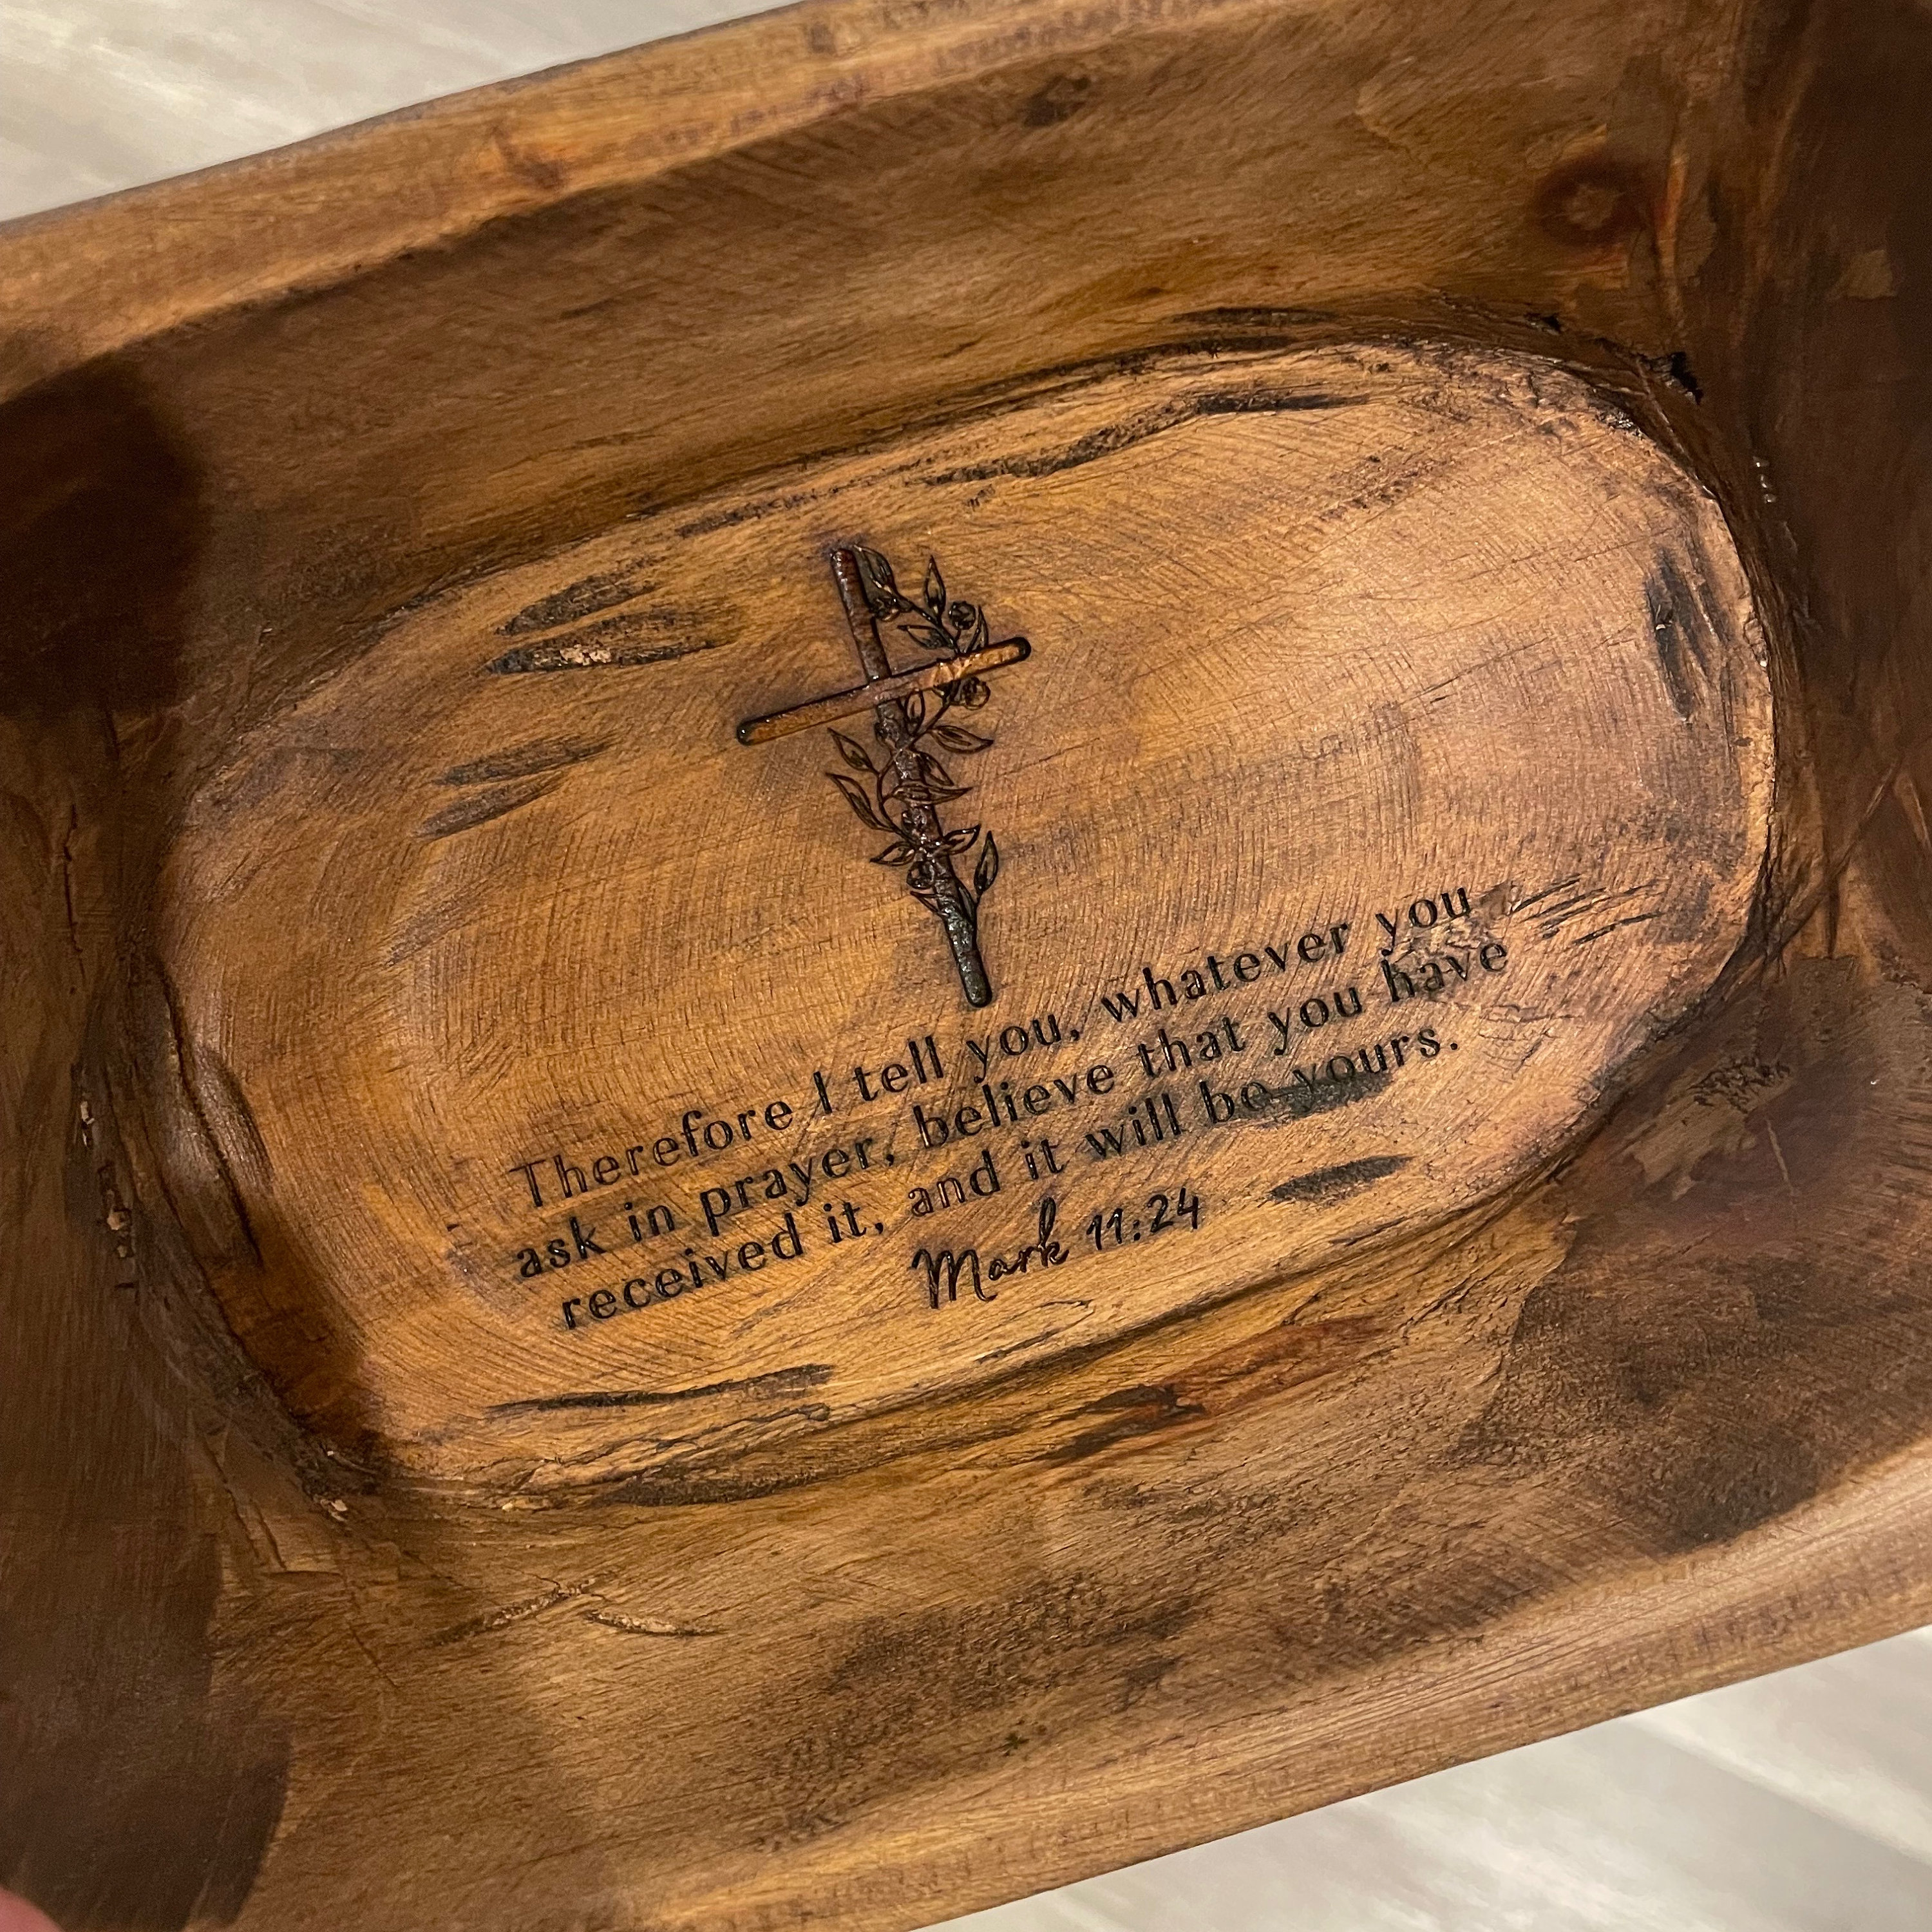 Therefore I tell you, whatever you
ask in prayer, believe that you have
received it, and it will be yours.
Mark 11:24